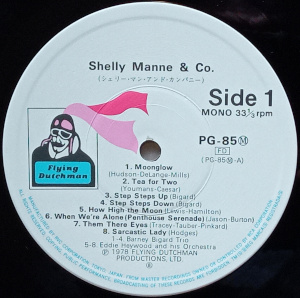 Shelly Manne & Co.
(シェリー・マン・アンド・カンパニー)
Side 1
MONO 33⅓rpm
PG-85Ⓜ
FD
(PG-85Ⓜ-A)
Flying
Dutchman
1. Moonglow
(Hudson-DeLange-Mills)
2. Tea for Two
(Youmans-Caesar)
3. Step Steps Up (Bigard)
4. Step Steps Down (Bigard)
5. How High the Moon (Lewis-Hamilton)
6. When We're Alone (Penthouse Serenade) (Jason-Burton)
7. Them There Eyes (Tracey-Tauber-Pinkard)
8. Sarcastic Lady (Hodges)
1-4. Barney Bigard Trio
5-8. Eddie Heywood and his Orchestra
℗ 1978 FLYING DUTCHMAN
PRODUCTIONS, LTD.